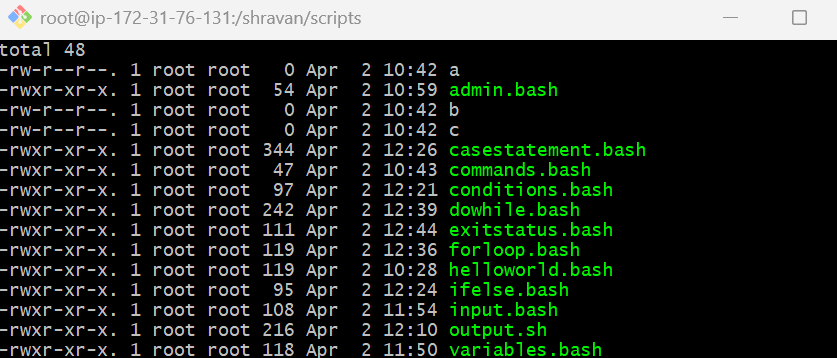 root@ip-172-31-76-131:/shravan/scripts
total 48
-rw-r--r--. 1 root root   0 Apr  2 10:42 a
-rwxr-xr-x. 1 root root  54 Apr  2 10:59 admin.bash
-rw-r--r--. 1 root root   0 Apr  2 10:42 b
-rw-r--r--. 1 root root   0 Apr  2 10:42 c
-rwxr-xr-x. 1 root root 344 Apr  2 12:26 casestatement.bash
-rwxr-xr-x. 1 root root  47 Apr  2 10:43 commands.bash
-rwxr-xr-x. 1 root root  97 Apr  2 12:21 conditions.bash
-rwxr-xr-x. 1 root root 242 Apr  2 12:39 dowhile.bash
-rwxr-xr-x. 1 root root 111 Apr  2 12:44 exitstatus.bash
-rwxr-xr-x. 1 root root 119 Apr  2 12:36 forloop.bash
-rwxr-xr-x. 1 root root 119 Apr  2 10:28 helloworld.bash
-rwxr-xr-x. 1 root root  95 Apr  2 12:24 ifelse.bash
-rwxr-xr-x. 1 root root 108 Apr  2 11:54 input.bash
-rwxr-xr-x. 1 root root 216 Apr  2 12:10 output.sh
-rwxr-xr-x. 1 root root 118 Apr  2 11:50 variables.bash